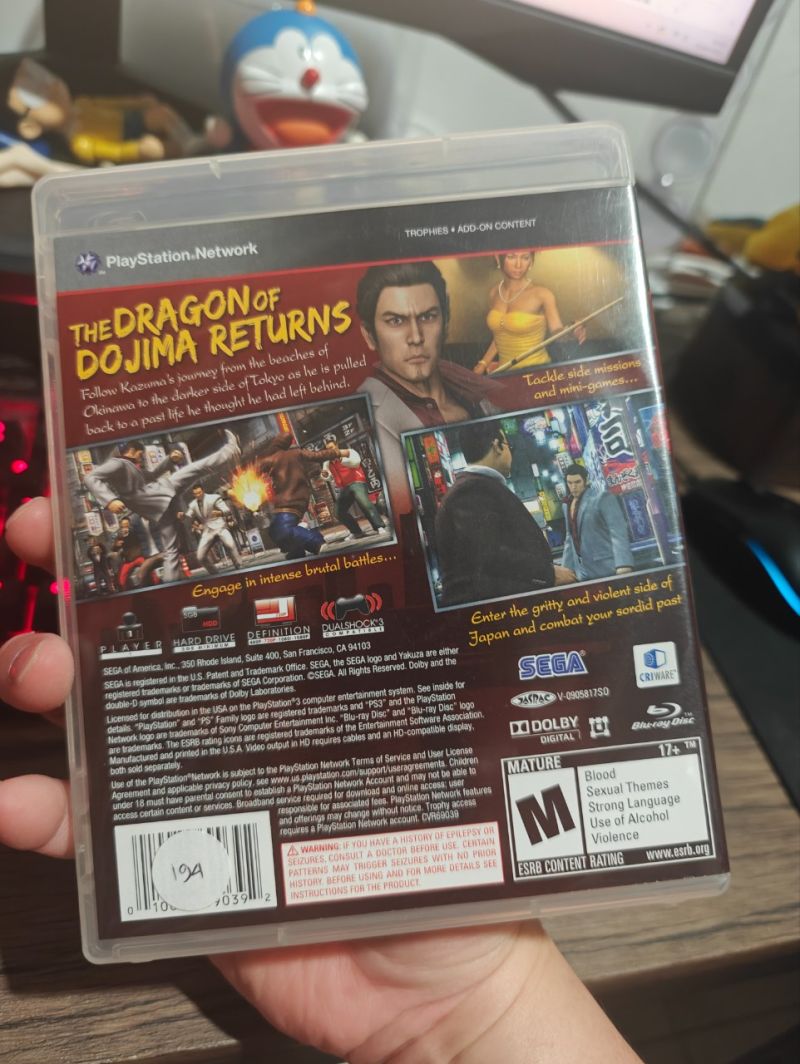 PlayStation®Network
TROPHIES • ADD-ON CONTENT
THE DRAGON OF
DOJIMA RETURNS
Follow Kazuma's journey from the beaches of
Okinawa to the darker side of Tokyo as he is pulled
back to a past life he thought he had left behind.
Tackle side missions
and mini-games...
Engage in intense brutal battles...
Enter the gritty and violent side of
Japan and combat your sordid past
1
PLAYER
5GB HDD
HARD DRIVE
5GB MINIMUM
DEFINITION
DUALSHOCK®3
COMPATIBLE
SEGA of America, Inc., 350 Rhode Island, Suite 400, San Francisco, CA 94103
SEGA is registered in the U.S. Patent and Trademark Office. SEGA, the SEGA logo and Yakuza are either
registered trademarks or trademarks of SEGA Corporation. ©SEGA. All Rights Reserved. Dolby and the
double-D symbol are trademarks of Dolby Laboratories.
Licensed for distribution in the USA on the PlayStation®3 computer entertainment system. See inside for
details. "PlayStation" and "PS" Family logo are registered trademarks and "PS3" and the PlayStation
Network logo are trademarks of Sony Computer Entertainment Inc. "Blu-ray Disc" and "Blu-ray Disc" logo
are trademarks. The ESRB rating icons are registered trademarks of the Entertainment Software Association.
Manufactured and printed in the U.S.A. Video output in HD requires cables and an HD-compatible display,
both sold separately.
Use of the PlayStation®Network is subject to the PlayStation Network Terms of Service and User License
Agreement and applicable privacy policy, see www.us.playstation.com/support/useragreements. Children
under 18 must have parental consent to establish a PlayStation Network Account and may not be able to
access certain content or services. Broadband service required for download and online access; user
responsible for associated fees. PlayStation Network features
and offerings may change without notice. Trophy access
requires a PlayStation Network account. CVR69039
SEGA®
CRIWARE™
JASRAC V-0905817SO
DOLBY
DIGITAL
Blu-ray Disc
MATURE 17+ ™
M
Blood
Sexual Themes
Strong Language
Use of Alcohol
Violence
ESRB CONTENT RATING www.esrb.org
WARNING: IF YOU HAVE A HISTORY OF EPILEPSY OR
SEIZURES, CONSULT A DOCTOR BEFORE USE. CERTAIN
PATTERNS MAY TRIGGER SEIZURES WITH NO PRIOR
HISTORY. BEFORE USING AND FOR MORE DETAILS SEE
INSTRUCTIONS FOR THE PRODUCT.
19A
0 10 9039 2